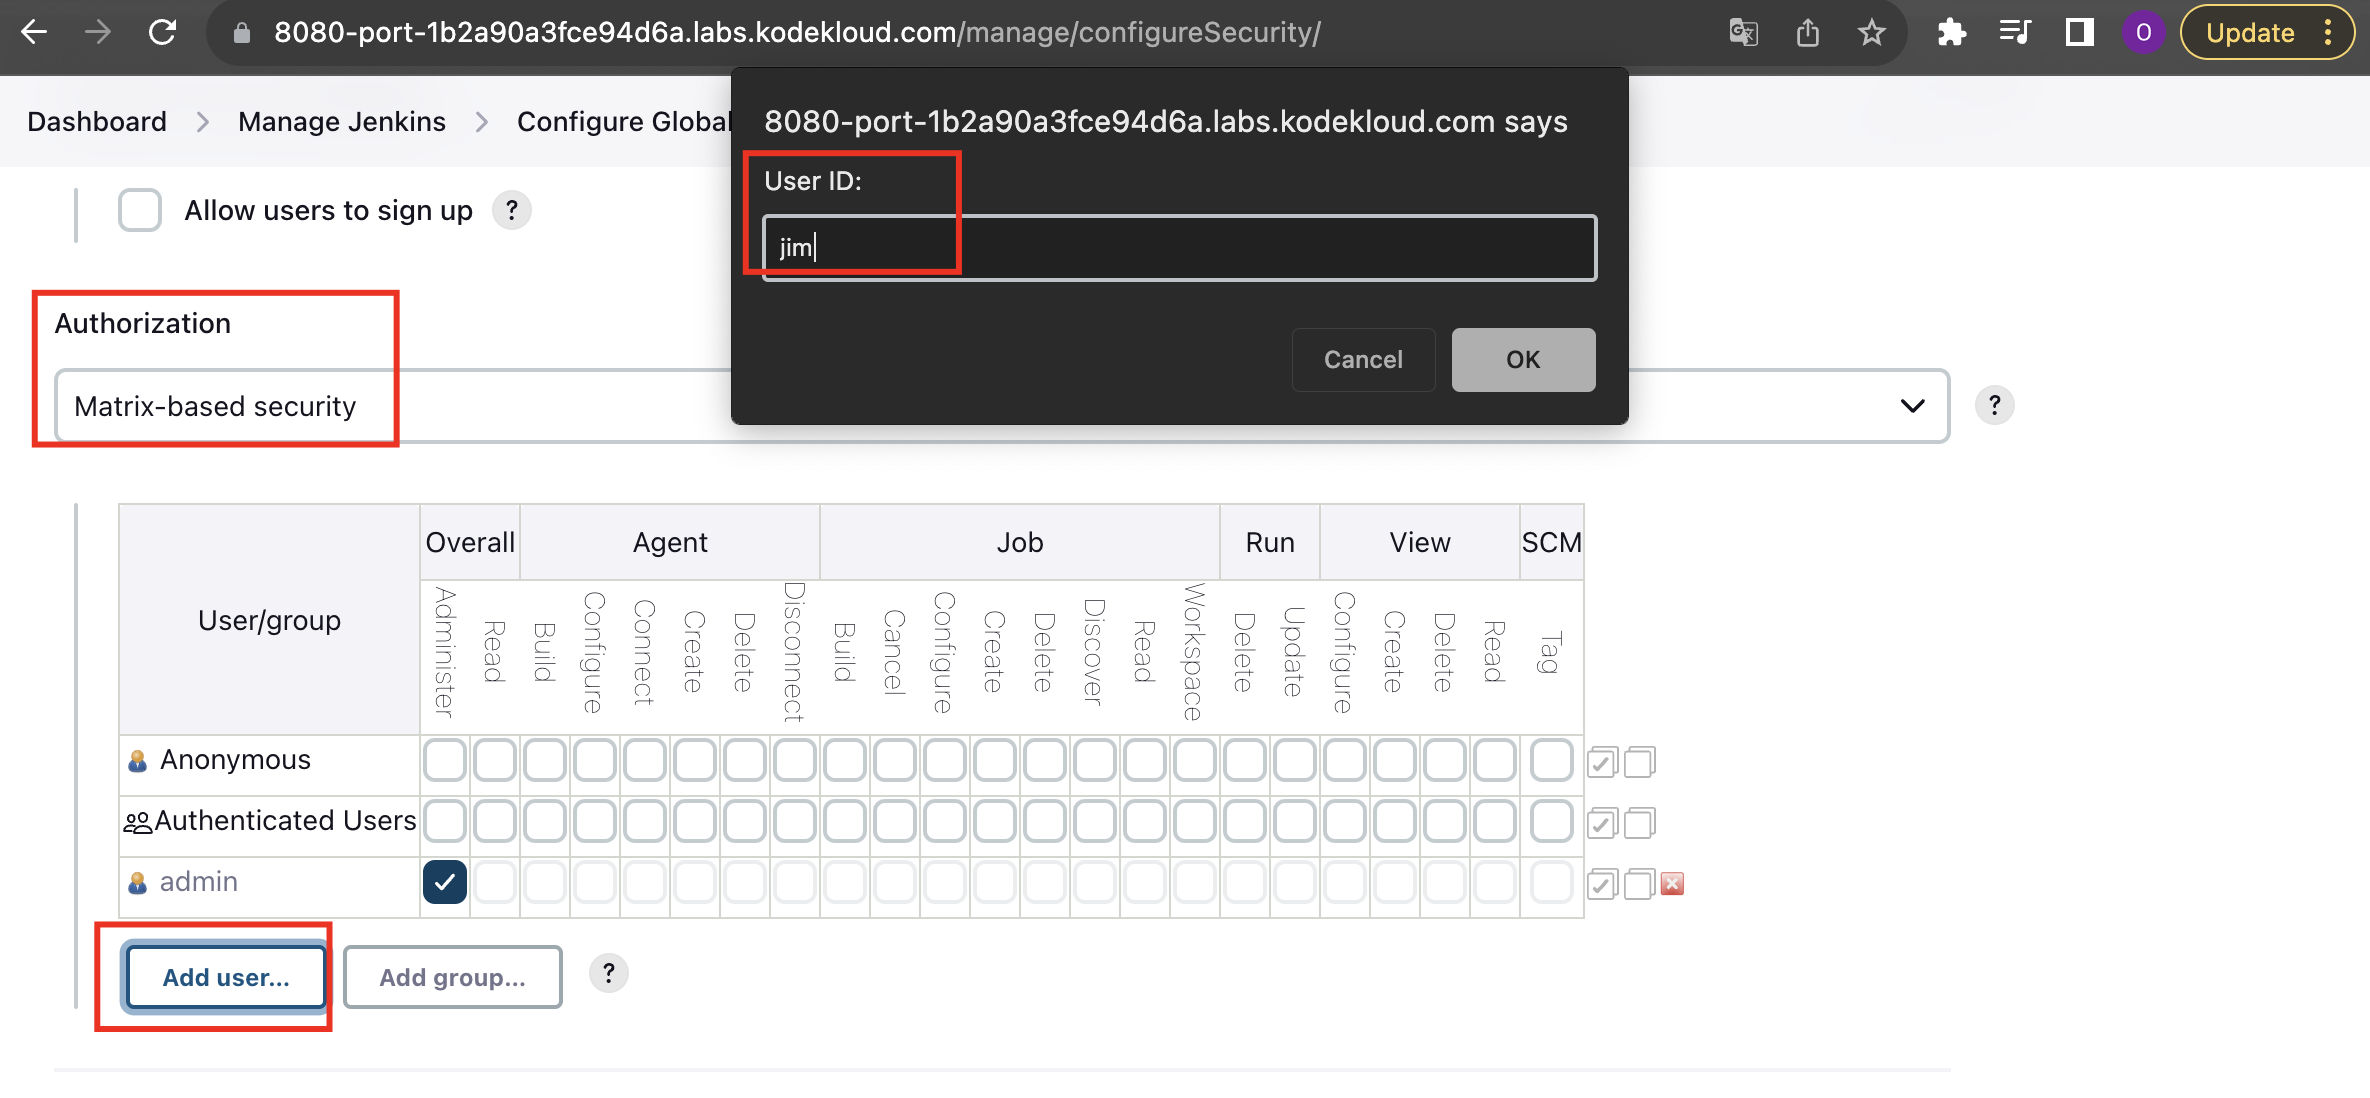 8080-port-1b2a90a3fce94d6a.labs.kodekloud.com/manage/configureSecurity/
O
Update
Dashboard
Manage Jenkins
Configure Global
8080-port-1b2a90a3fce94d6a.labs.kodekloud.com says
User ID:
jim
Cancel
OK
Allow users to sign up
?
Authorization
Matrix-based security
?
User/group
Overall
Agent
Job
Run
View
SCM
Administer
Read
Build
Configure
Connect
Create
Delete
Disconnect
Build
Cancel
Configure
Create
Delete
Discover
Read
Workspace
Delete
Update
Configure
Create
Delete
Read
Tag
Anonymous
Authenticated Users
admin
Add user...
Add group...
?